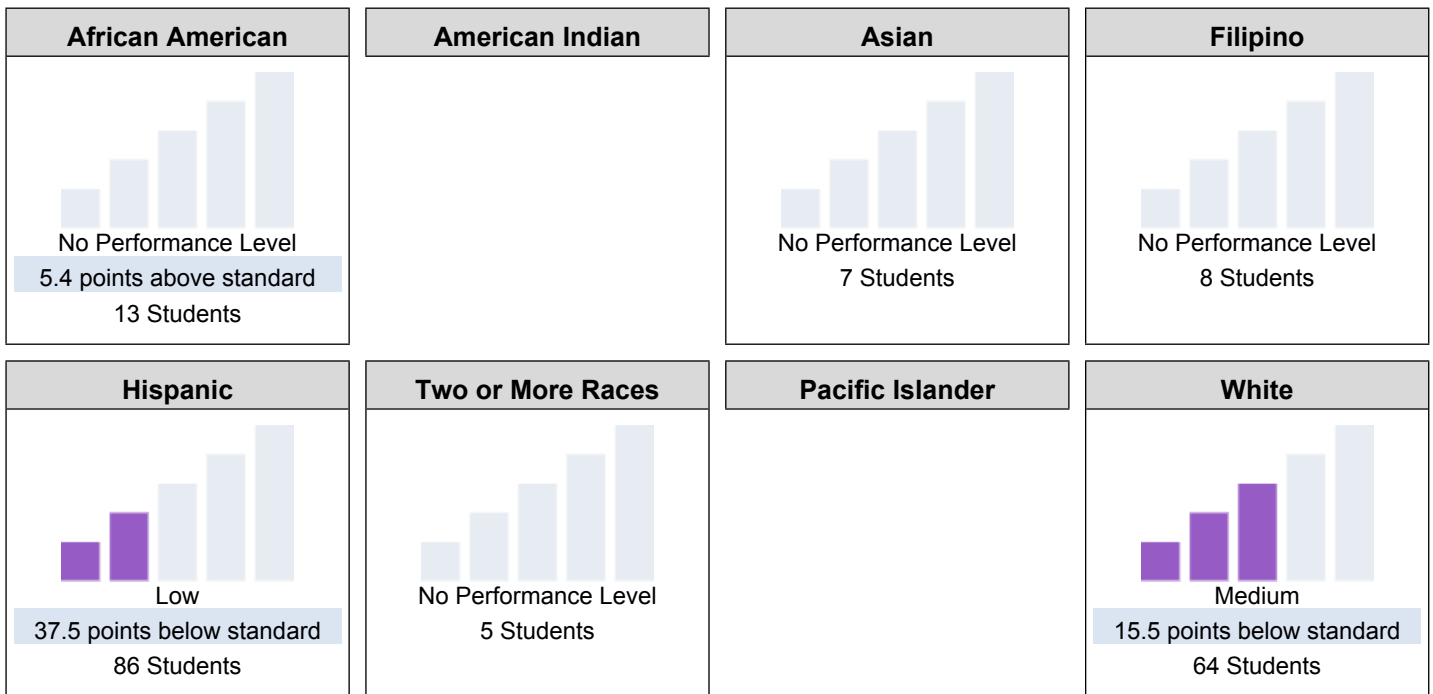 African American
No Performance Level
5.4 points above standard
13 Students
American Indian
Asian
No Performance Level
7 Students
Filipino
No Performance Level
8 Students
Hispanic
Low
37.5 points below standard
86 Students
Two or More Races
No Performance Level
5 Students
Pacific Islander
White
Medium
15.5 points below standard
64 Students